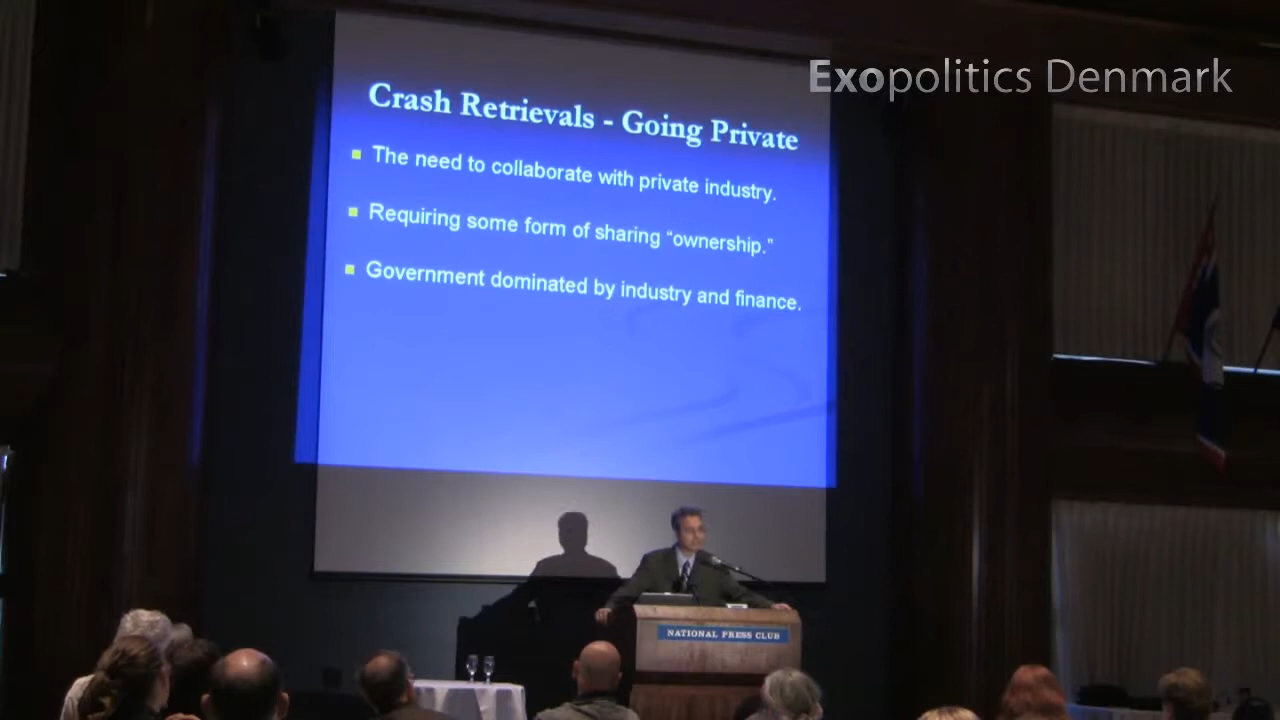 Exopolitics Denmark
Crash Retrievals - Going Private
The need to collaborate with private industry.
Requiring some form of sharing “ownership.”
Government dominated by industry and finance.
NATIONAL PRESS CLUB